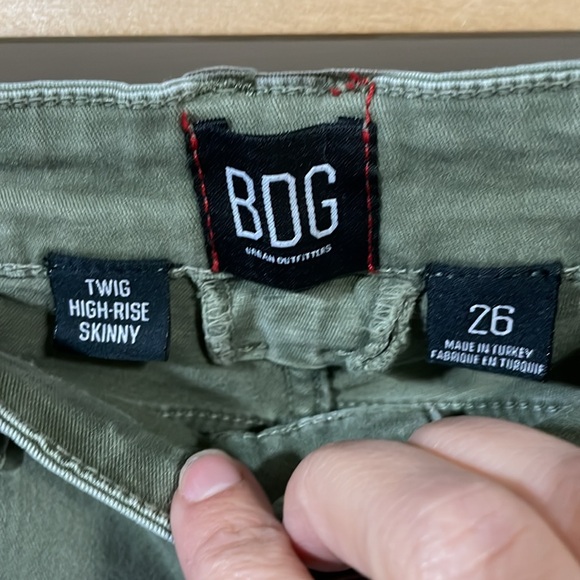 BDG
URBAN OUTFITTERS
TWIG
HIGH-RISE
SKINNY
26
MADE IN TURKEY
FABRIQUE EN TURQUIE